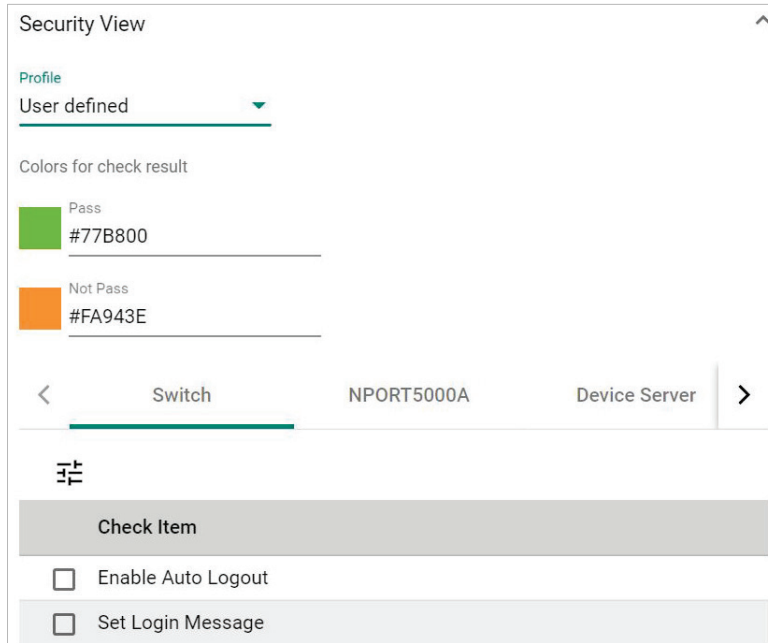 Security View
Profile
User defined
Colors for check result
Pass
#77B800
Not Pass
#FA943E
Switch NPORT5000A Device Server
Check Item
Enable Auto Logout
Set Login Message